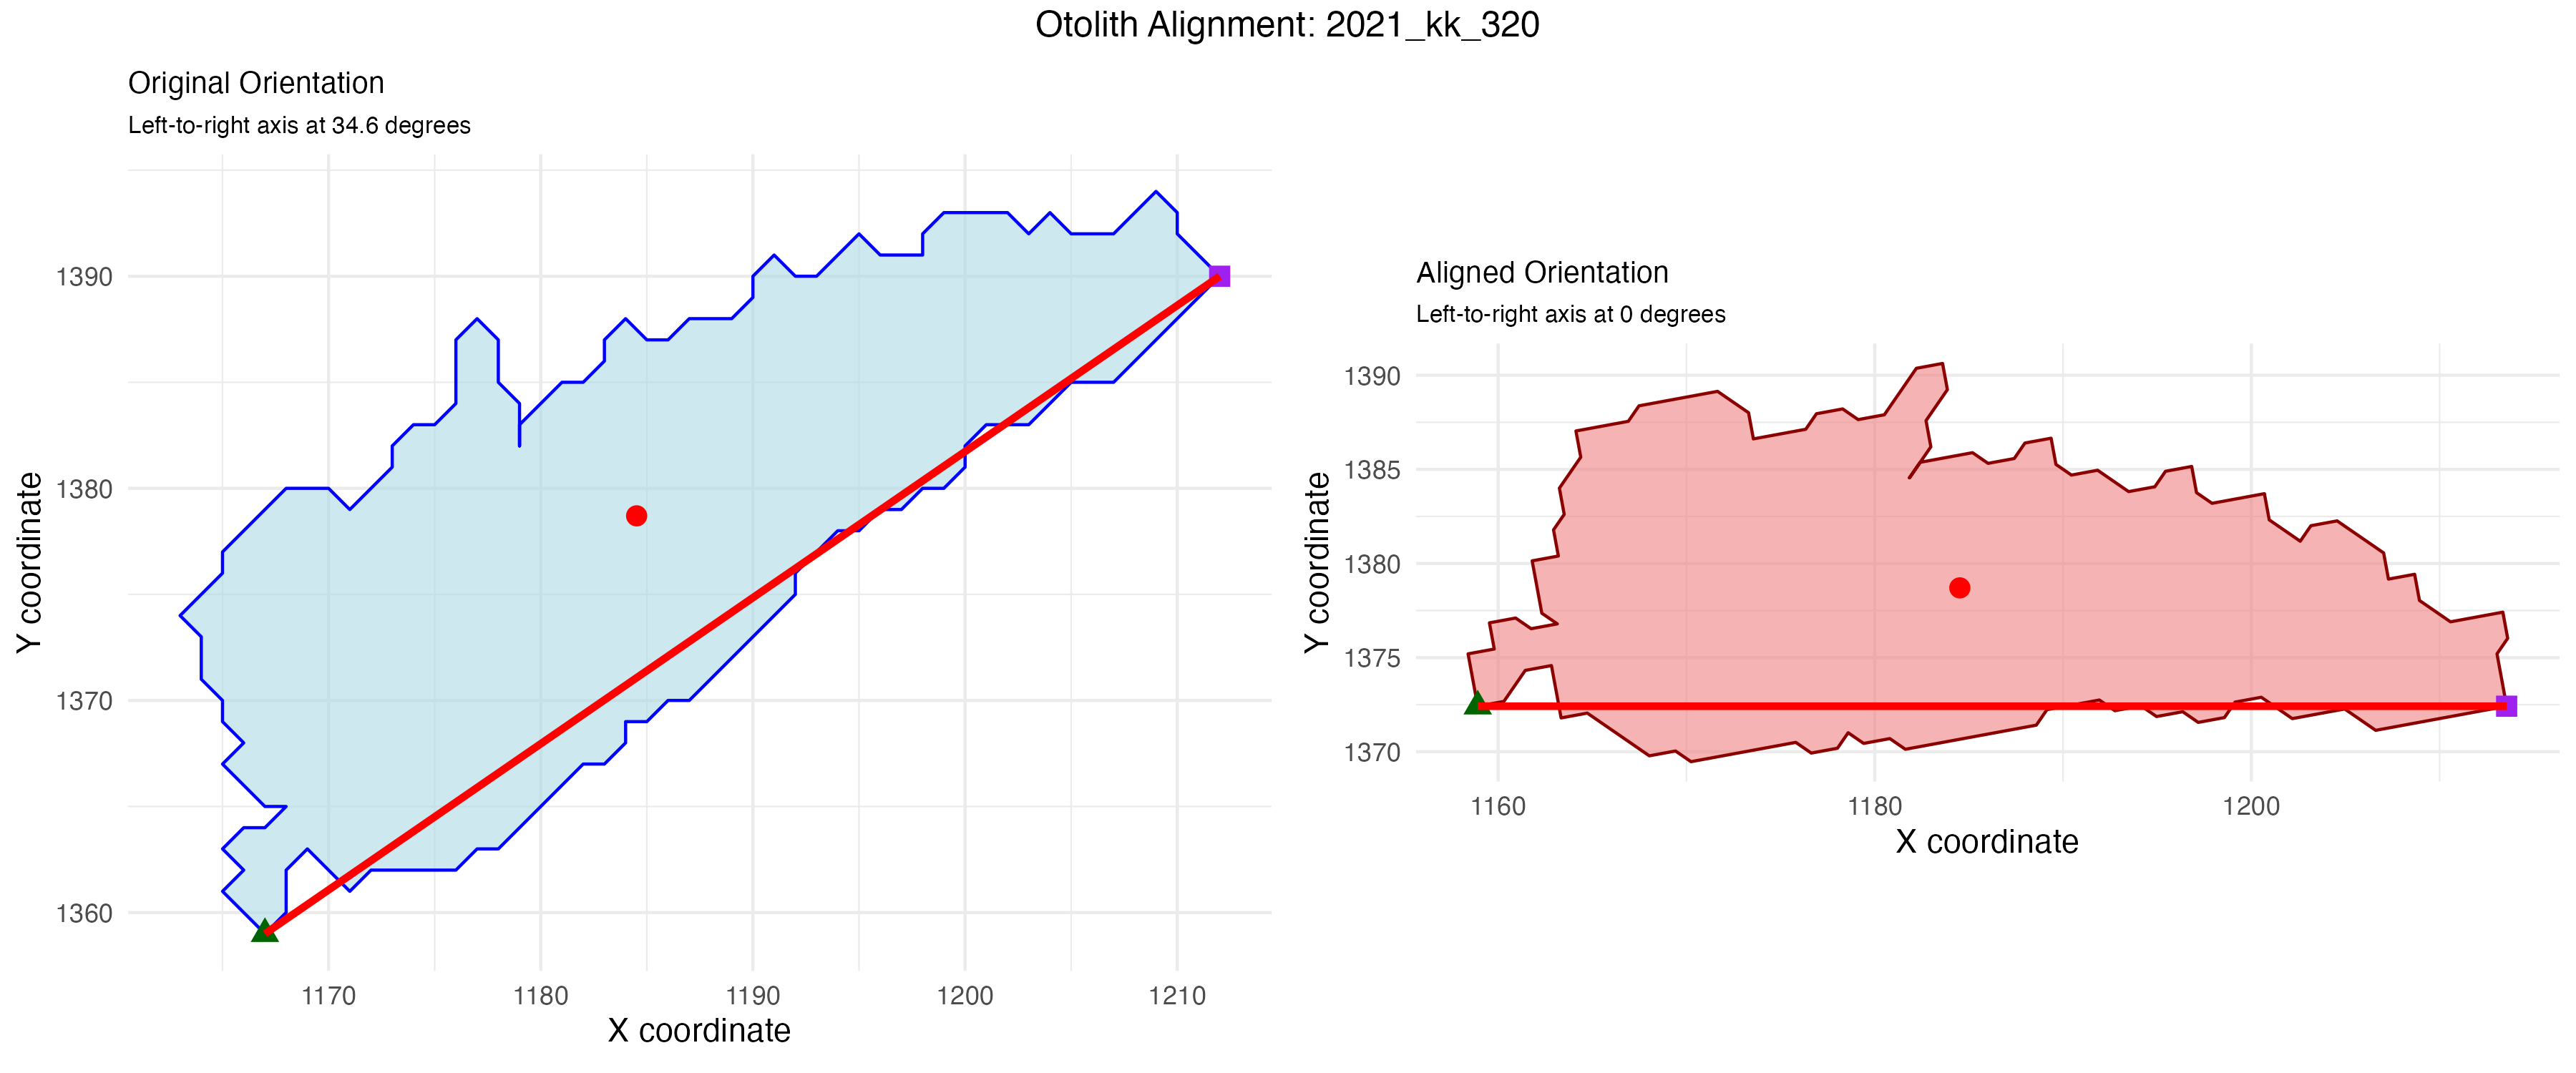 Otolith Alignment: 2021_kk_320
Original Orientation
Left-to-right axis at 34.6 degrees
1390
1380
1370
1360
Y coordinate
1170 1180 1190 1200 1210
X coordinate
Aligned Orientation
Left-to-right axis at 0 degrees
1390
1385
1380
1375
1370
Y coordinate
1160 1180 1200
X coordinate